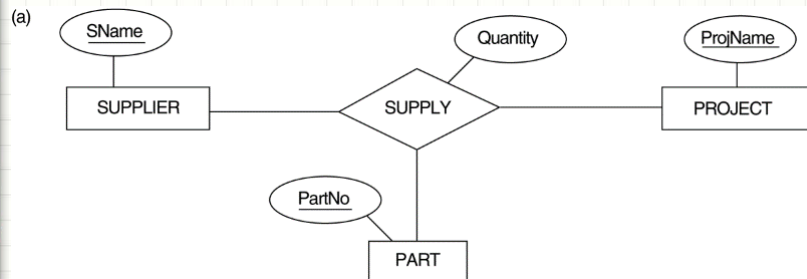 (a)
SName
Quantity
ProjName
SUPPLIER
SUPPLY
PROJECT
PartNo
PART